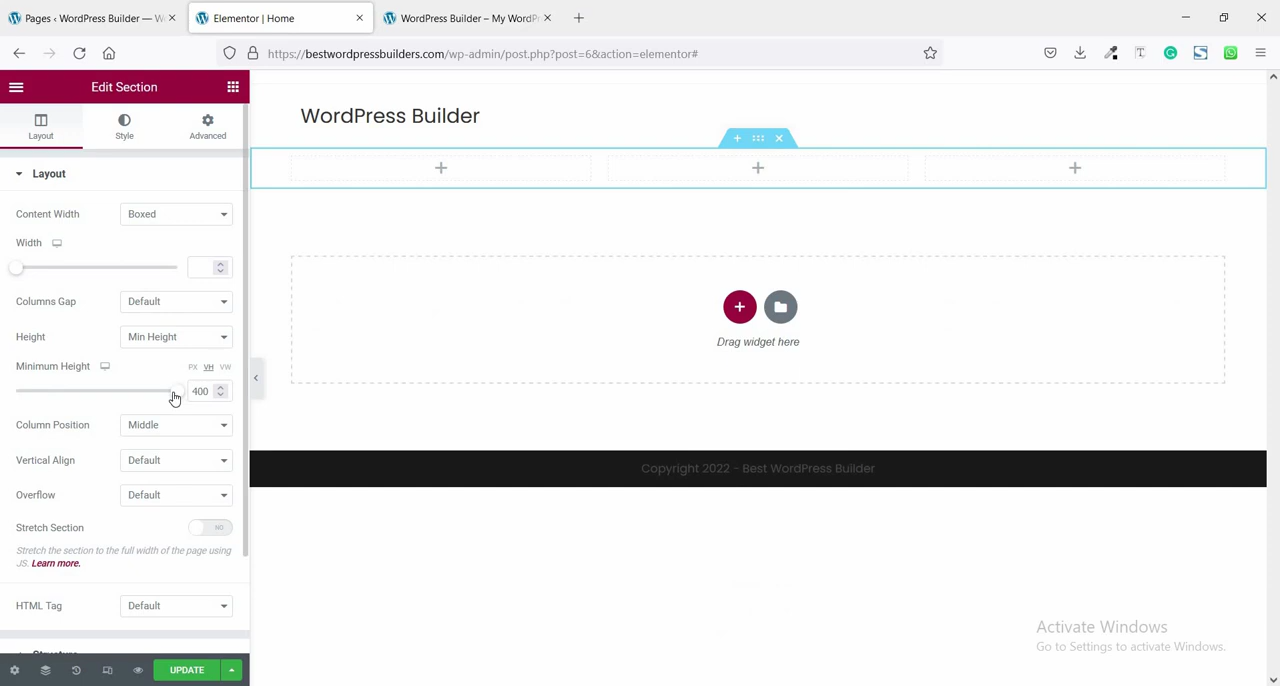 Pages ‹ WordPress Builder — W
Elementor | Home
WordPress Builder – My WordP
https://bestwordpressbuilders.com/wp-admin/post.php?post=6&action=elementor#
Edit Section
Layout
Style
Advanced
Layout
Content Width
Boxed
Width
Columns Gap
Default
Height
Min Height
Minimum Height
PX VH VW
400
Column Position
Middle
Vertical Align
Default
Overflow
Default
Stretch Section
NO
Stretch the section to the full width of the page using
JS. Learn more.
HTML Tag
Default
Structure
UPDATE
WordPress Builder
Drag widget here
Copyright 2022 - Best WordPress Builder
Activate Windows
Go to Settings to activate Windows.